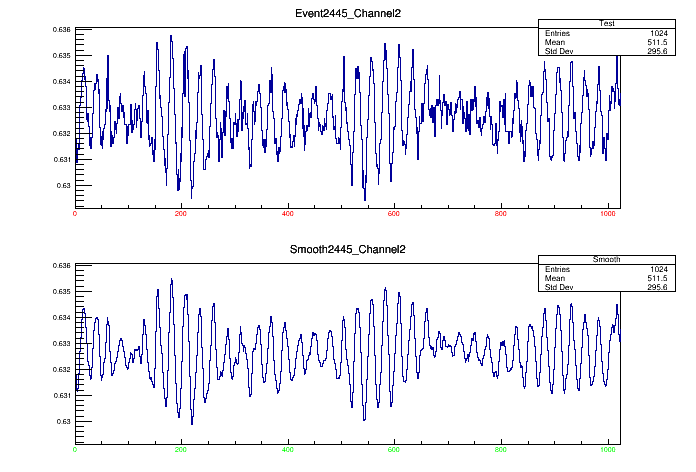 Event2445_Channel2
Test
Entries 1024
Mean 511.5
Std Dev 295.6
0.636
0.635
0.634
0.633
0.632
0.631
0.63
0 200 400 600 800 1000
Smooth2445_Channel2
Smooth
Entries 1024
Mean 511.5
Std Dev 295.6
0.636
0.635
0.634
0.633
0.632
0.631
0.63
0 200 400 600 800 1000